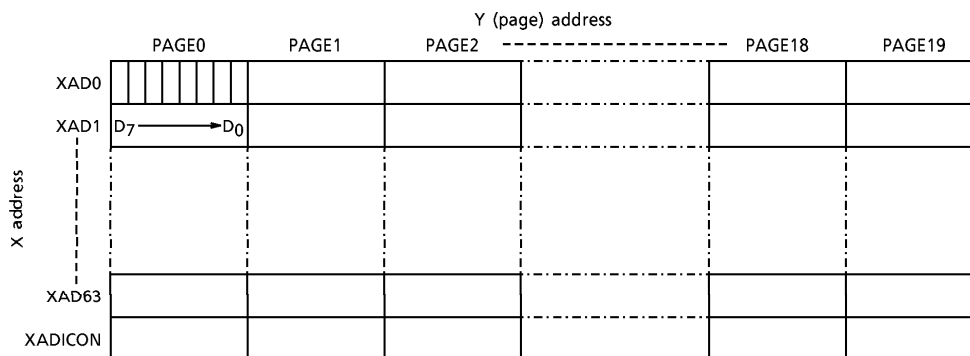 Y (page) address
PAGE0 PAGE1 PAGE2 PAGE18 PAGE19
XAD0
XAD1 D7 D0
X address
XAD63
XADICON